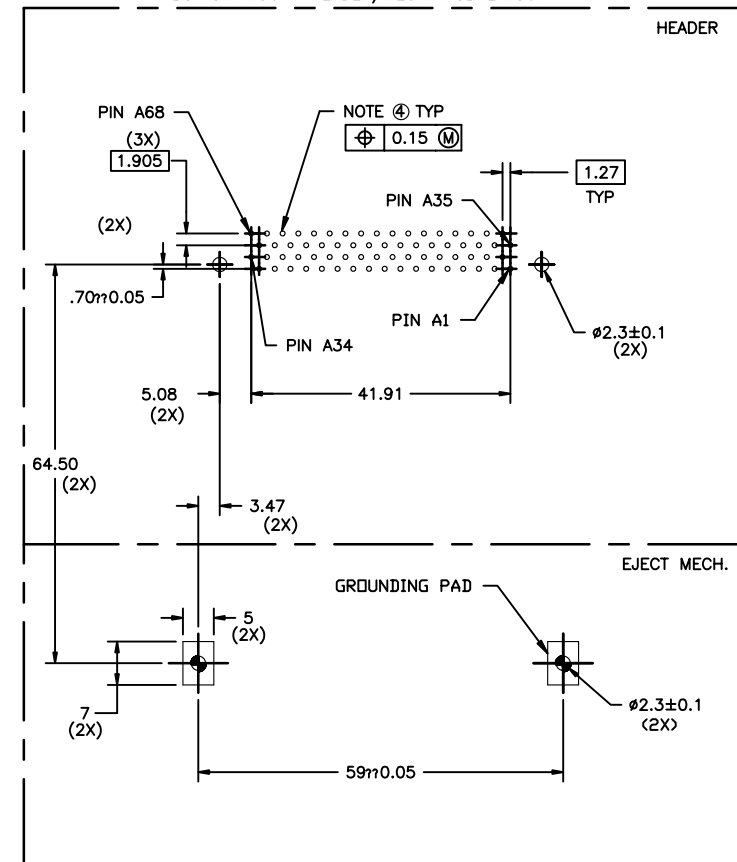 HEADER
PIN A68
NOTE ④ TYP
(3X)
⌖ 0.15 Ⓜ
1.905
1.27
TYP
PIN A35
(2X)
.70തn0.05
PIN A1
ø2.3±0.1
(2X)
PIN A34
5.08
(2X)
41.91
64.50
(2X)
3.47
(2X)
EJECT MECH.
GROUNDING PAD
5
(2X)
7
(2X)
ø2.3±0.1
(2X)
59
0.05